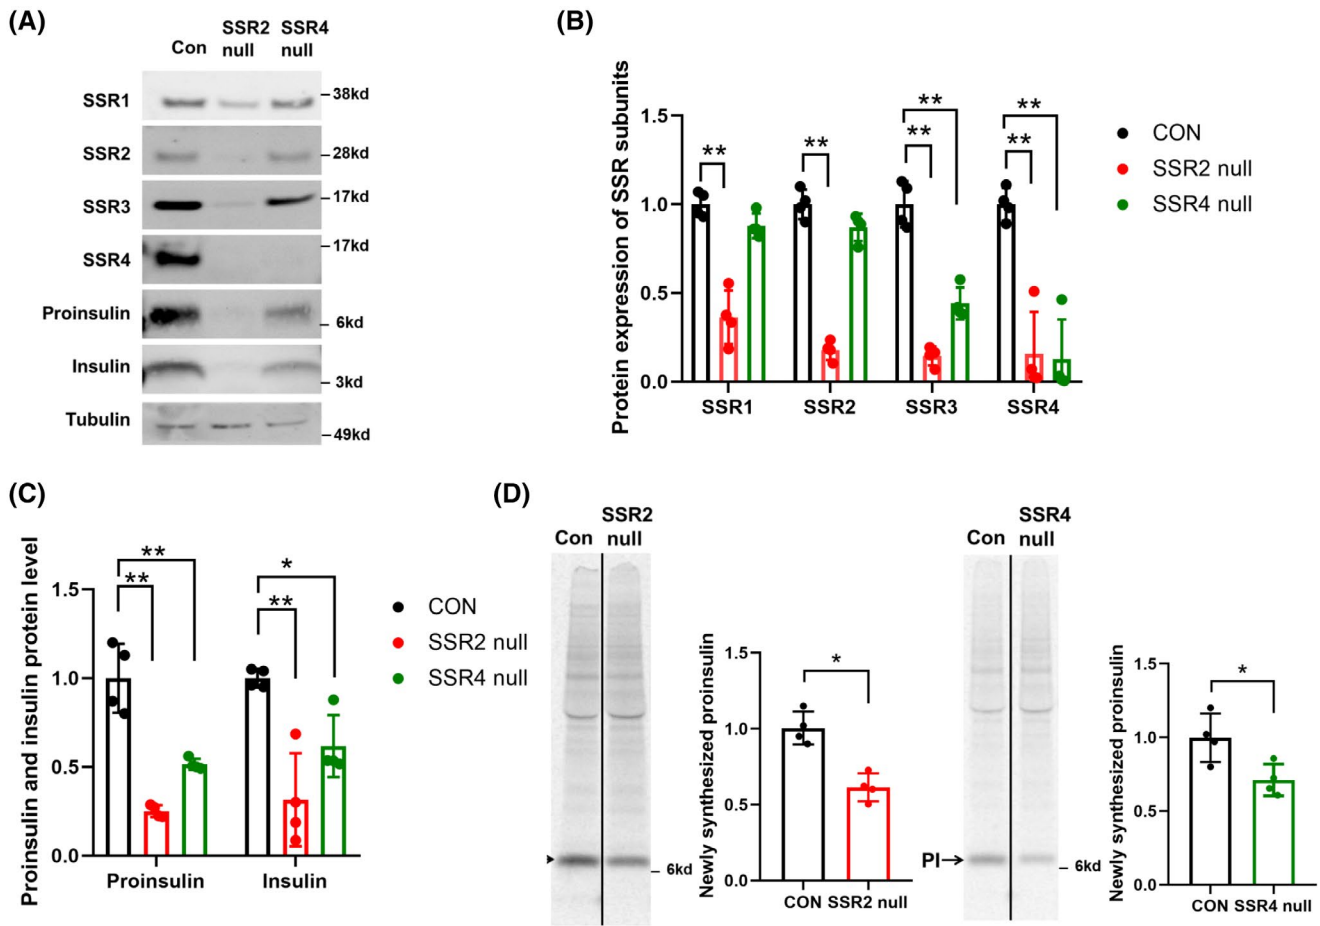 (A)
Con
SSR2 null
SSR4 null
SSR1
38kd
SSR2
28kd
SSR3
17kd
SSR4
17kd
Proinsulin
6kd
Insulin
3kd
Tubulin
49kd
(B)
Protein expression of SSR subunits
1.5
1.0
0.5
0.0
**
**
**
**
**
**
SSR1
SSR2
SSR3
SSR4
CON
SSR2 null
SSR4 null
(C)
Proinsulin and insulin protein level
1.5
1.0
0.5
0.0
**
**
*
**
Proinsulin
Insulin
CON
SSR2 null
SSR4 null
(D)
Con
SSR2 null
6kd
Newly synthesized proinsulin
1.5
1.0
0.5
0.0
*
CON
SSR2 null
Con
SSR4 null
PI
6kd
Newly synthesized proinsulin
1.5
1.0
0.5
0.0
*
CON
SSR4 null